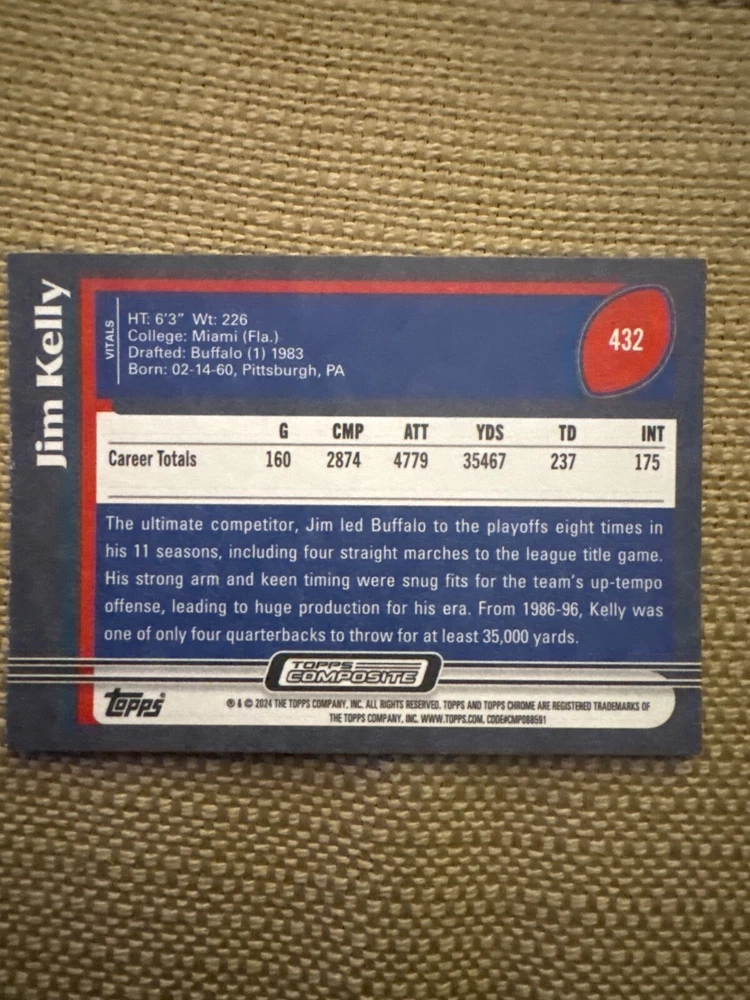 Jim Kelly
VITALS
HT: 6'3" Wt: 226
College: Miami (Fla.)
Drafted: Buffalo (1) 1983
Born: 02-14-60, Pittsburgh, PA
432
G CMP ATT YDS TD INT
Career Totals 160 2874 4779 35467 237 175
The ultimate competitor, Jim led Buffalo to the playoffs eight times in
his 11 seasons, including four straight marches to the league title game.
His strong arm and keen timing were snug fits for the team's up-tempo
offense, leading to huge production for his era. From 1986-96, Kelly was
one of only four quarterbacks to throw for at least 35,000 yards.
TOPPS
COMPOSITE
Topps®
® & © 2024 THE TOPPS COMPANY, INC. ALL RIGHTS RESERVED. TOPPS AND TOPPS CHROME ARE REGISTERED TRADEMARKS OF
THE TOPPS COMPANY, INC. WWW.TOPPS.COM. CODE#CMP088591